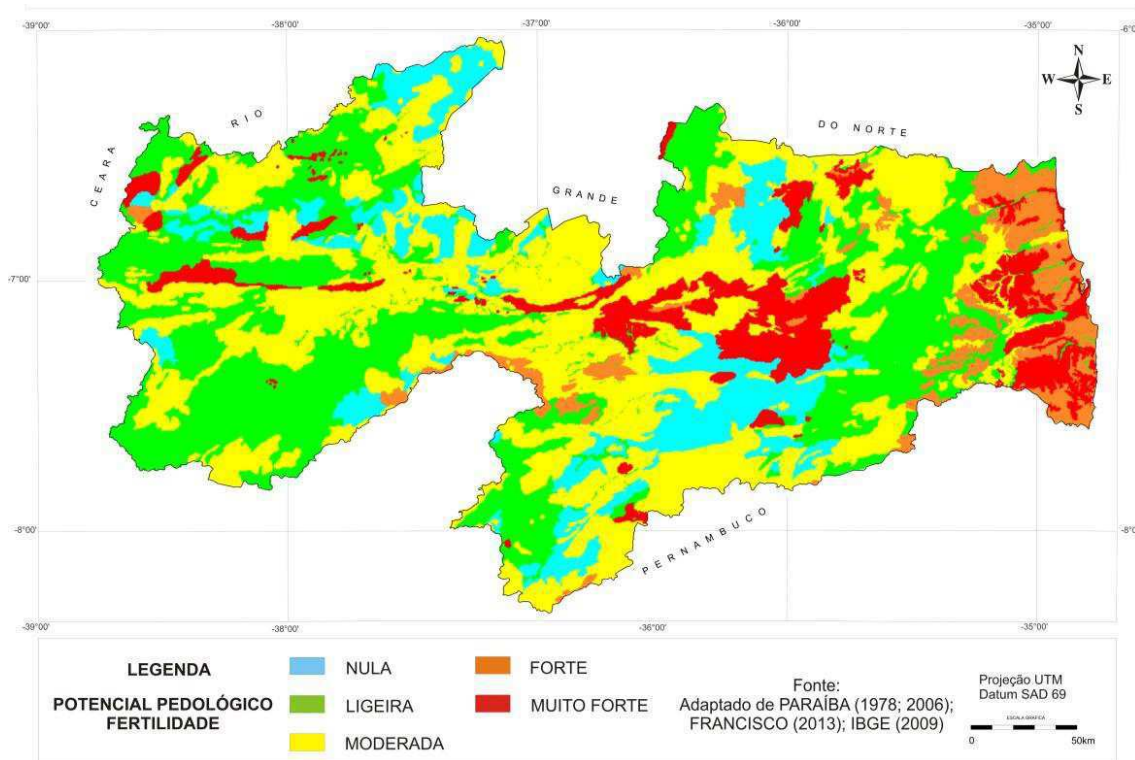 -39°00'
-38°00'
-37°00'
-36°00'
-35°00'
-6°00'
N
W E
S
RIO
DO NORTE
CEARA
GRANDE
-7°00'
-7°00'
-8°00'
-8°00'
PERNAMBUCO
-39°00'
-38°00'
-36°00'
-35°00'
LEGENDA
POTENCIAL PEDOLÓGICO
FERTILIDADE
NULA
LIGEIRA
MODERADA
FORTE
MUITO FORTE
Fonte:
Adaptado de PARAÍBA (1978; 2006);
FRANCISCO (2013); IBGE (2009)
Projeção UTM
Datum SAD 69
ESCALA GRÁFICA
0 50km